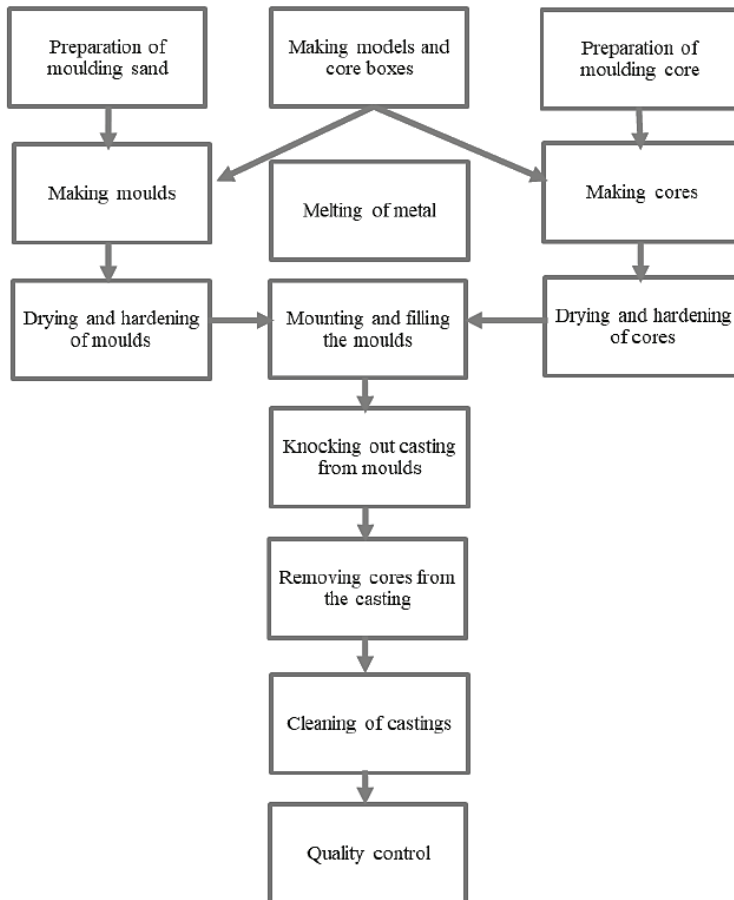 Preparation of
moulding sand
Making models and
core boxes
Preparation of
moulding core
Making moulds
Melting of metal
Making cores
Drying and hardening
of moulds
Mounting and filling
the moulds
Drying and hardening
of cores
Knocking out casting
from moulds
Removing cores from
the casting
Cleaning of castings
Quality control